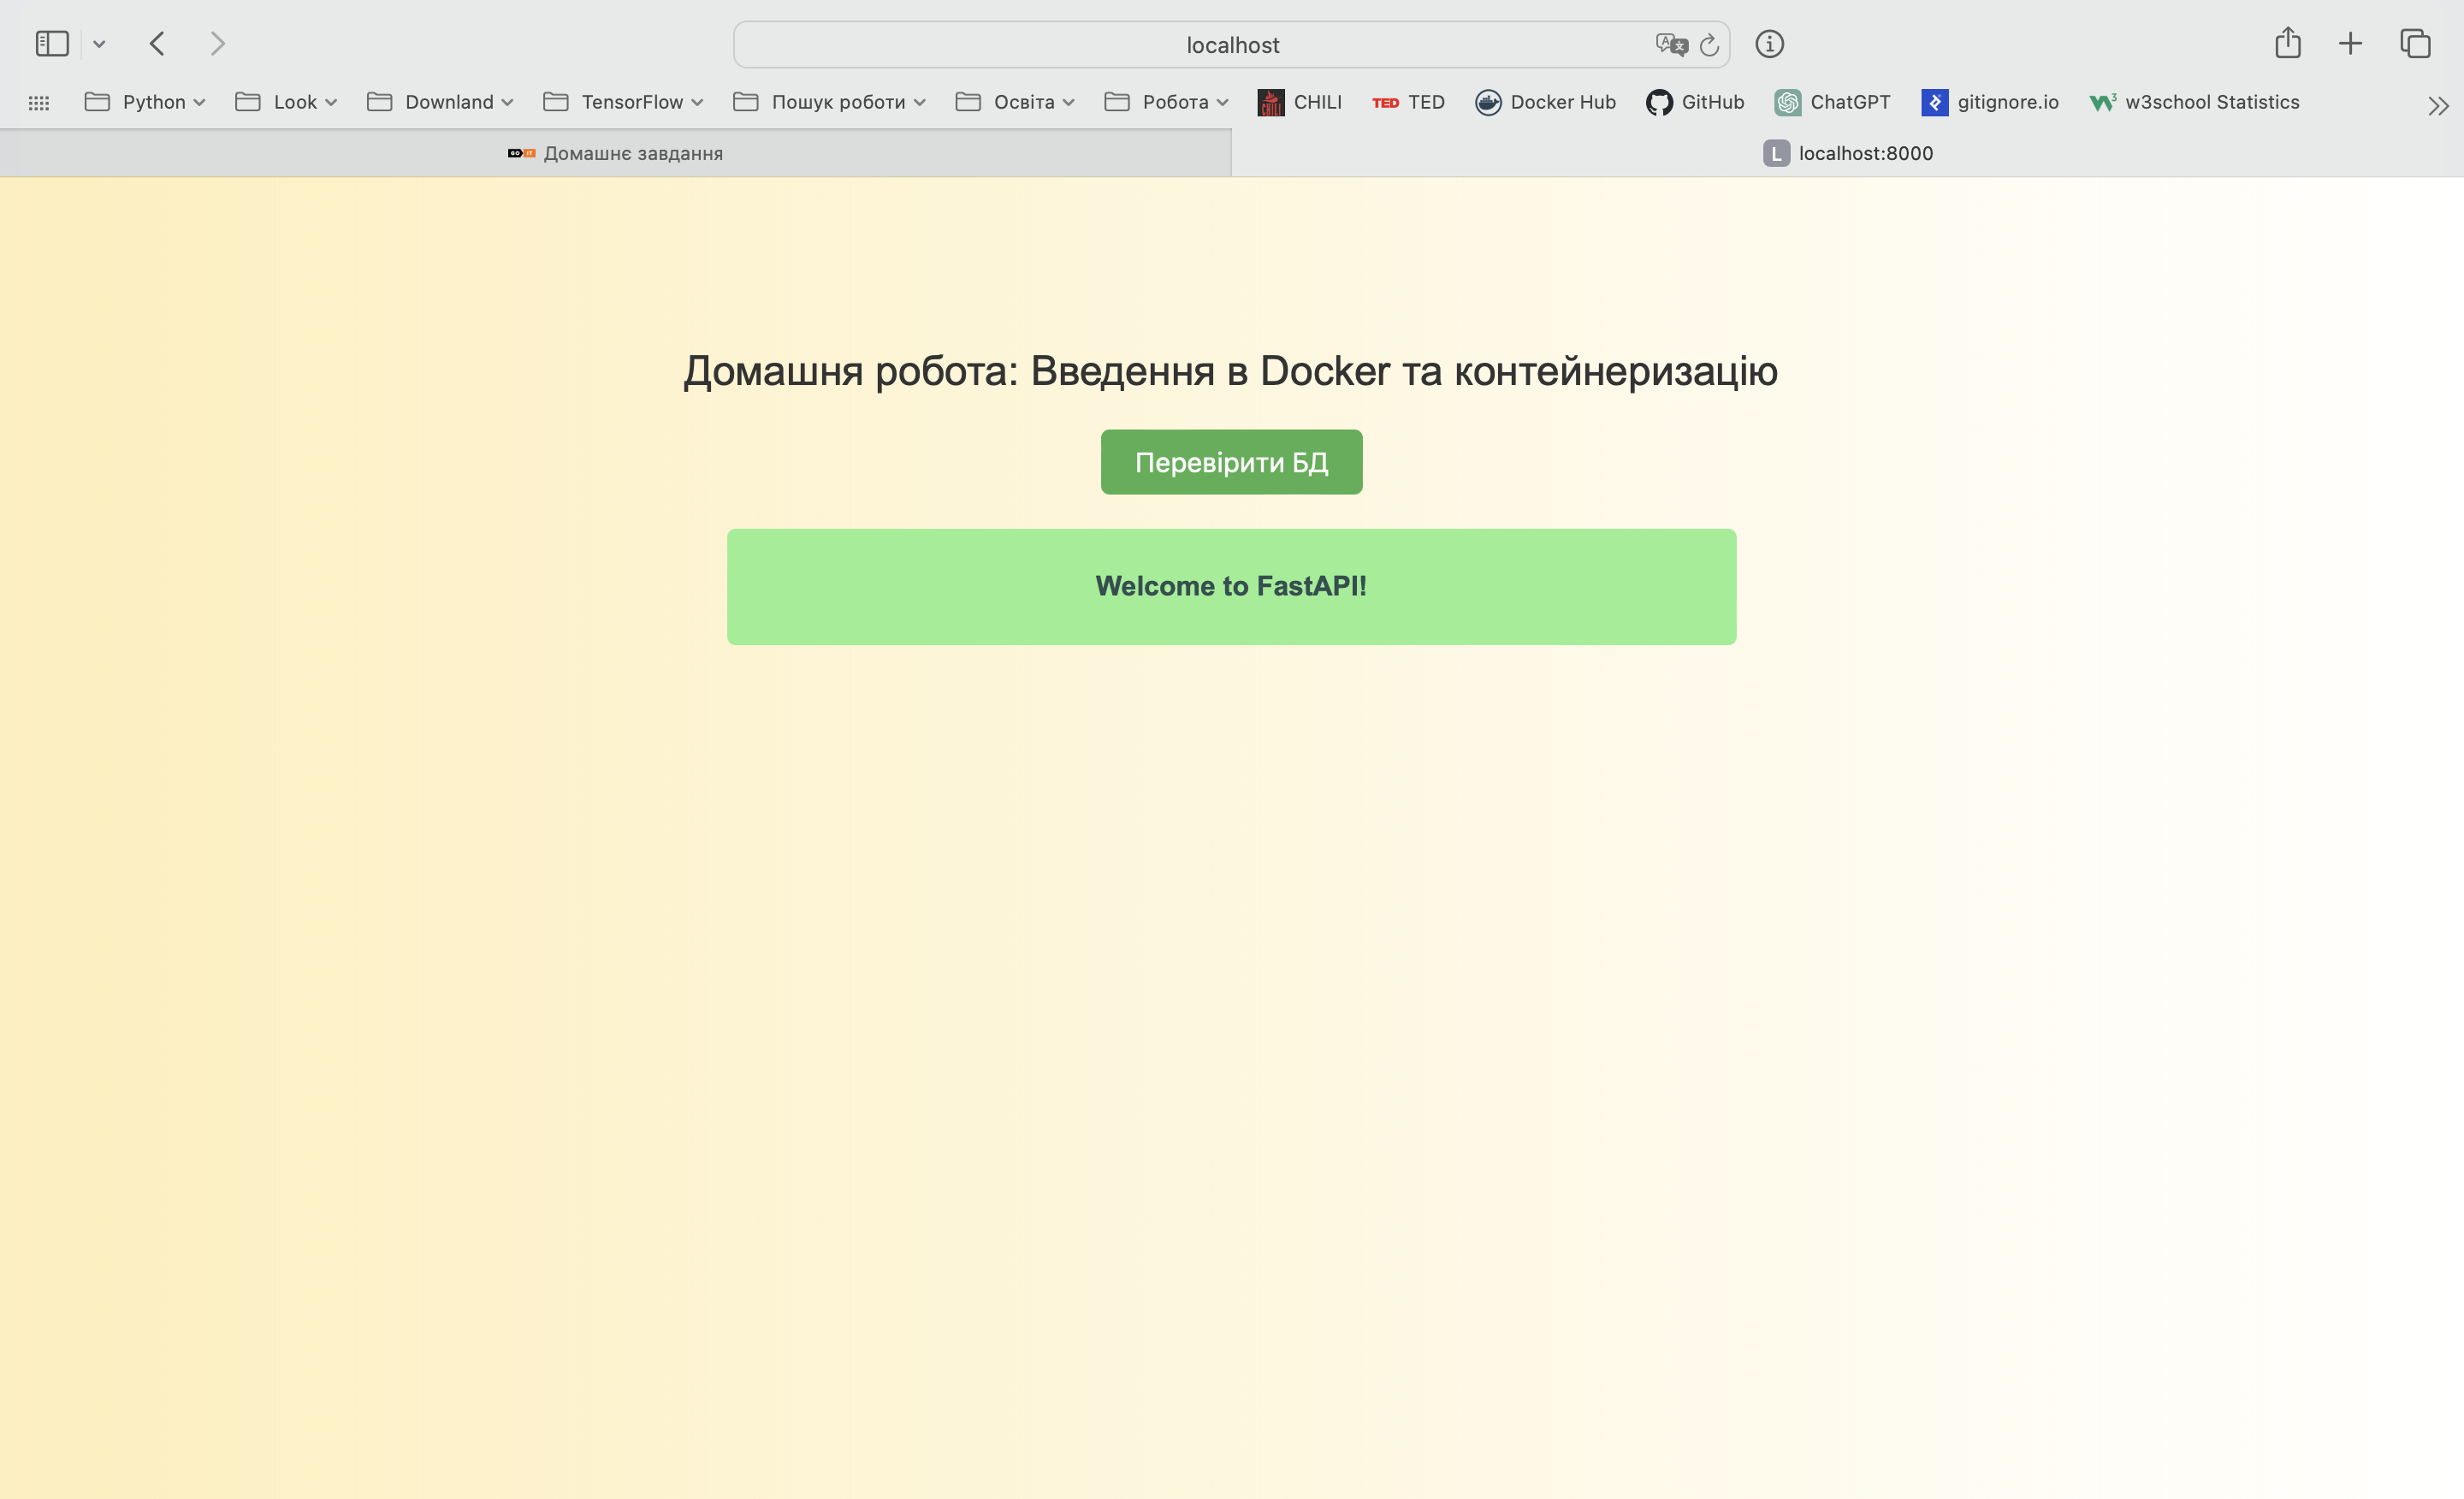 localhost
Python
Look
Downland
TensorFlow
Пошук роботи
Освіта
Робота
CHILI
TED TED
Docker Hub
GitHub
ChatGPT
gitignore.io
w3school Statistics
Домашнє завдання
L localhost:8000
Домашня робота: Введення в Docker та контейнеризацію
Перевірити БД
Welcome to FastAPI!